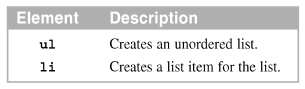 Element Description
ul Creates an unordered list.
li Creates a list item for the list.